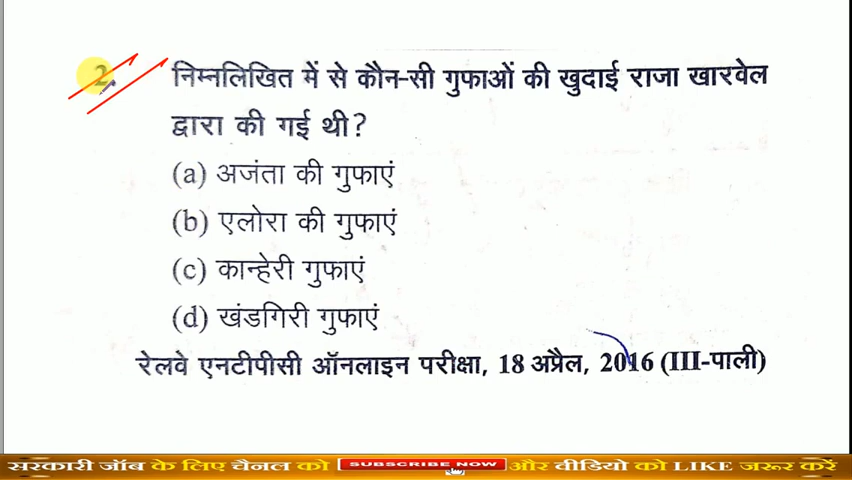 2. निम्नलिखित में से कौन-सी गुफाओं की खुदाई राजा खारवेल
द्वारा की गई थी?
(a) अजंता की गुफाएं
(b) एलोरा की गुफाएं
(c) कान्हेरी गुफाएं
(d) खंडगिरी गुफाएं
रेलवे एनटीपीसी ऑनलाइन परीक्षा, 18 अप्रैल, 2016 (III-पाली)
सरकारी जॉब के लिए चैनल को SUBSCRIBE NOW और वीडियो को LIKE जरूर करें